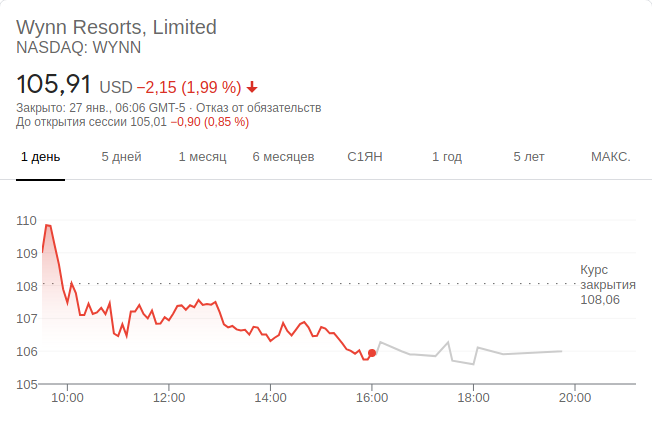 Wynn Resorts, Limited
NASDAQ: WYNN
105,91 USD −2,15 (1,99 %)
Закрыто: 27 янв., 06:06 GMT-5 · Отказ от обязательств
До открытия сессии 105,01 −0,90 (0,85 %)
1 день 5 дней 1 месяц 6 месяцев С1ЯН 1 год 5 лет МАКС.
110
109
Курс
108 закрытия
108,06
107
106
105
10:00 12:00 14:00 16:00 18:00 20:00